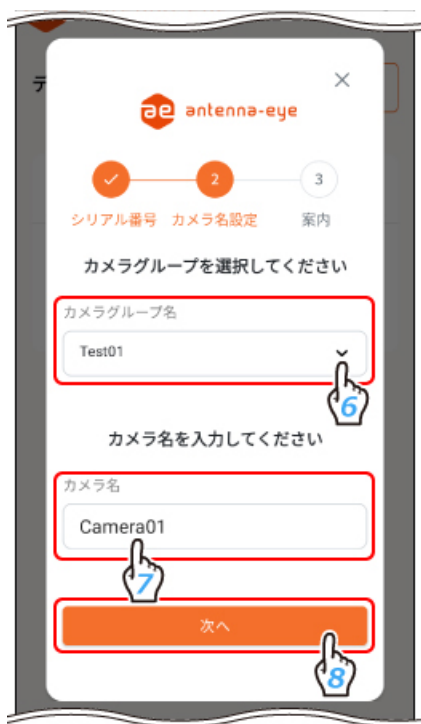 デ
ae antenna-eye
2
3
シリアル番号 カメラ名設定 案内
カメラグループを選択してください
カメラグループ名
Test01
6
カメラ名を入力してください
カメラ名
Camera01
7
次へ
8